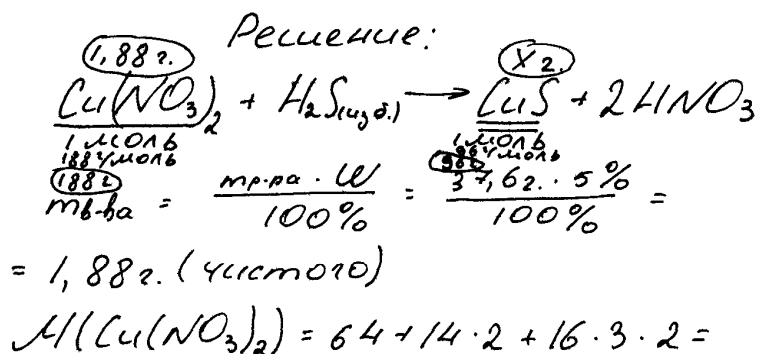 Решение:
1,88 г. X г.
Cu(NO₃)₂ + H₂S(изб.) → CuS + 2HNO₃
1 моль 1 моль
188 г/моль 96 г/моль
188 г 96 г
mв-ва = mр-ра · W / 100% = 37,6 г. · 5% / 100% =
= 1,88 г. (чистого)
M(Cu(NO₃)₂) = 64 + 14 · 2 + 16 · 3 · 2 =